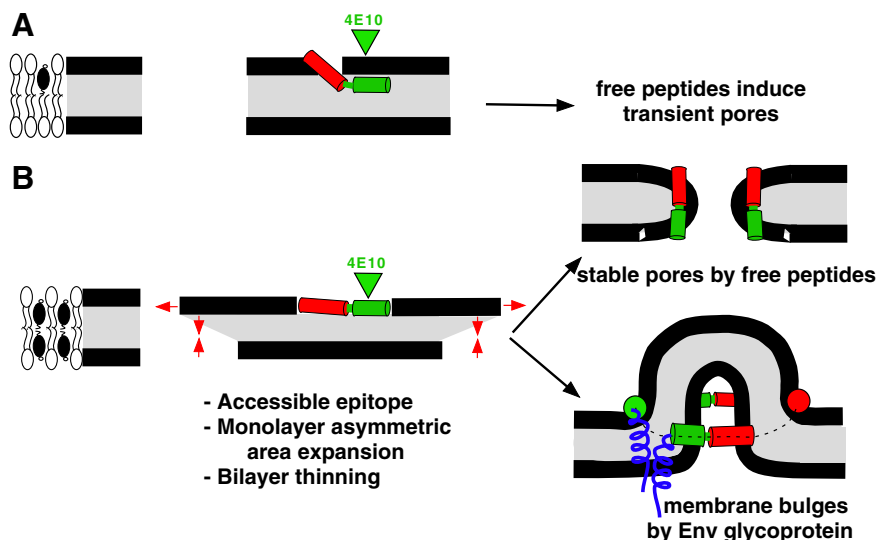 A
4E10
free peptides induce
transient pores
B
4E10
stable pores by free peptides
- Accessible epitope
- Monolayer asymmetric
area expansion
- Bilayer thinning
membrane bulges
by Env glycoprotein